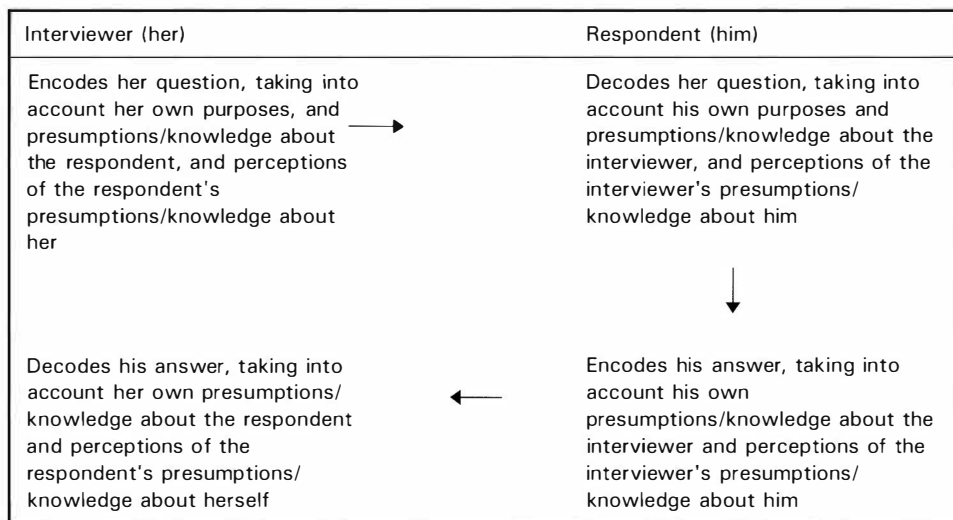 Interviewer (her)
Respondent (him)
Encodes her question, taking into
account her own purposes, and
presumptions/knowledge about
the respondent, and perceptions
of the respondent's
presumptions/knowledge about
her
Decodes her question, taking into
account his own purposes and
presumptions/knowledge about the
interviewer, and perceptions of the
interviewer's presumptions/
knowledge about him
Encodes his answer, taking into
account his own
presumptions/knowledge about the
interviewer and perceptions of the
interviewer's presumptions/
knowledge about him
Decodes his answer, taking into
account her own presumptions/
knowledge about the respondent
and perceptions of the
respondent's presumptions/
knowledge about herself